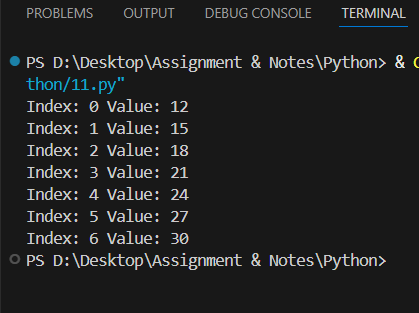 PROBLEMS OUTPUT DEBUG CONSOLE TERMINAL
PS D:\Desktop\Assignment & Notes\Python> &
thon/11.py"
Index: 0 Value: 12
Index: 1 Value: 15
Index: 2 Value: 18
Index: 3 Value: 21
Index: 4 Value: 24
Index: 5 Value: 27
Index: 6 Value: 30
PS D:\Desktop\Assignment & Notes\Python>